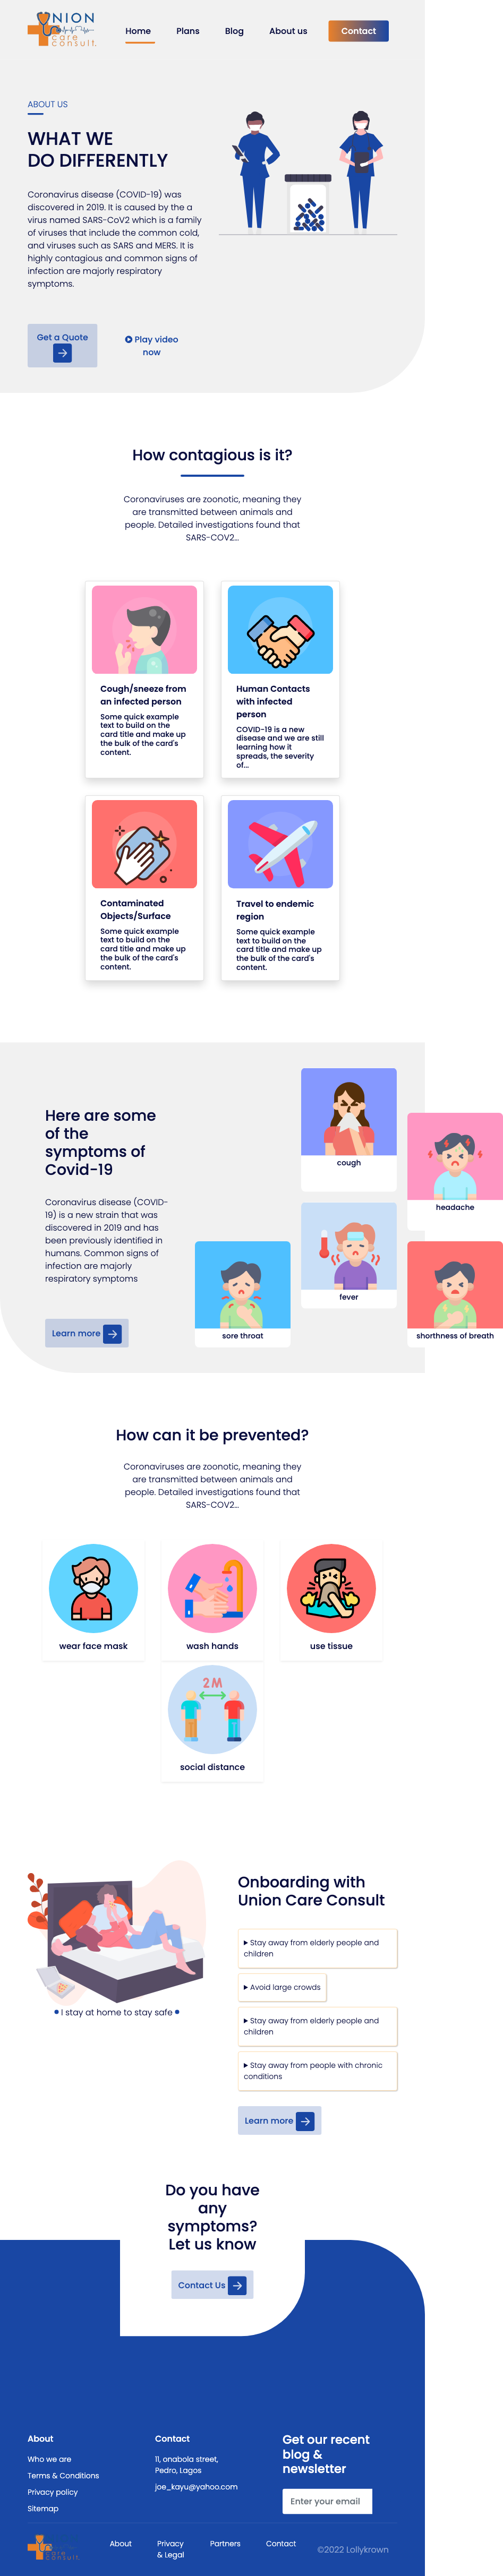 UNION
care
consult.
Home Plans Blog About us Contact
ABOUT US
WHAT WE
DO DIFFERENTLY
Coronavirus disease (COVID-19) was
discovered in 2019. It is caused by the a
virus named SARS-CoV2 which is a family
of viruses that include the common cold,
and viruses such as SARS and MERS. It is
highly contagious and common signs of
infection are majorly respiratory
symptoms.
Get a Quote
Play video
now
How contagious is it?
Coronaviruses are zoonotic, meaning they
are transmitted between animals and
people. Detailed investigations found that
SARS-COV2...
Cough/sneeze from
an infected person
Some quick example
text to build on the
card title and make up
the bulk of the card's
content.
Human Contacts
with infected
person
COVID-19 is a new
disease and we are still
learning how it
spreads, the severity
of...
Contaminated
Objects/Surface
Some quick example
text to build on the
card title and make up
the bulk of the card's
content.
Travel to endemic
region
Some quick example
text to build on the
card title and make up
the bulk of the card's
content.
Here are some
of the
symptoms of
Covid-19
Coronavirus disease (COVID-
19) is a new strain that was
discovered in 2019 and has
been previously identified in
humans. Common signs of
infection are majorly
respiratory symptoms
Learn more
cough
headache
fever
sore throat
shorthness of breath
How can it be prevented?
Coronaviruses are zoonotic, meaning they
are transmitted between animals and
people. Detailed investigations found that
SARS-COV2...
wear face mask
wash hands
use tissue
2M
social distance
I stay at home to stay safe
Onboarding with
Union Care Consult
Stay away from elderly people and
children
Avoid large crowds
Stay away from elderly people and
children
Stay away from people with chronic
conditions
Learn more
Do you have
any
symptoms?
Let us know
Contact Us
About
Who we are
Terms & Conditions
Privacy policy
Sitemap
Contact
11, onabola street,
Pedro, Lagos
joe_kayu@yahoo.com
Get our recent
blog &
newsletter
Enter your email
care
consult.
About
Privacy
& Legal
Partners
Contact
©2022 Lollykrown